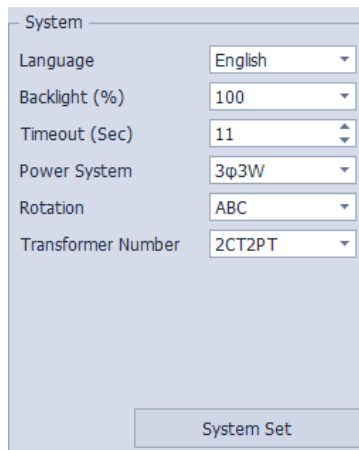 System
Language English
Backlight (%) 100
Timeout (Sec) 11
Power System 3φ3W
Rotation ABC
Transformer Number 2CT2PT
System Set